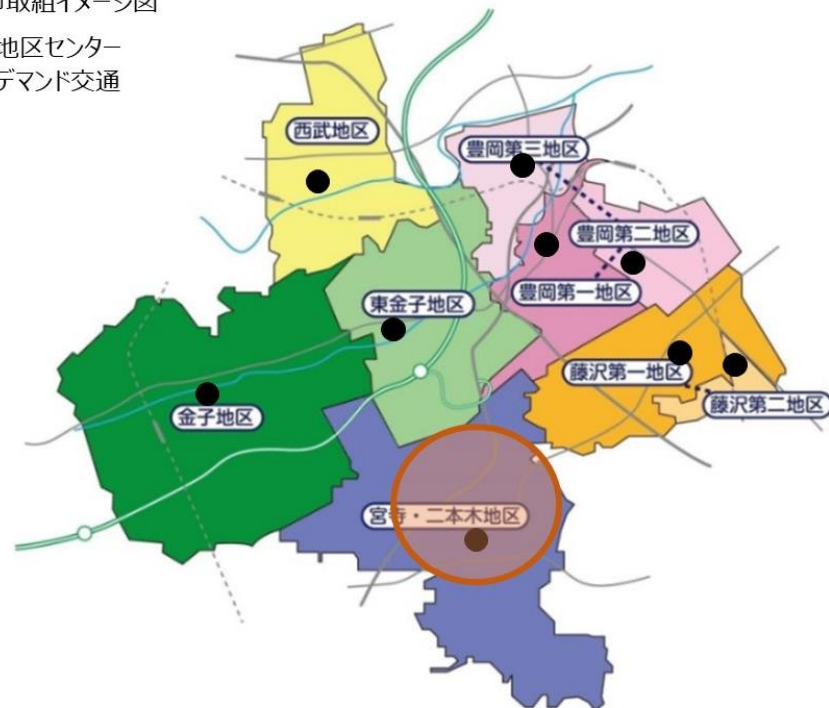 取組イメージ図
地区センター
デマンド交通
西武地区
豊岡第三地区
豊岡第二地区
豊岡第一地区
東金子地区
藤沢第一地区
藤沢第二地区
金子地区
宮寺・二本木地区